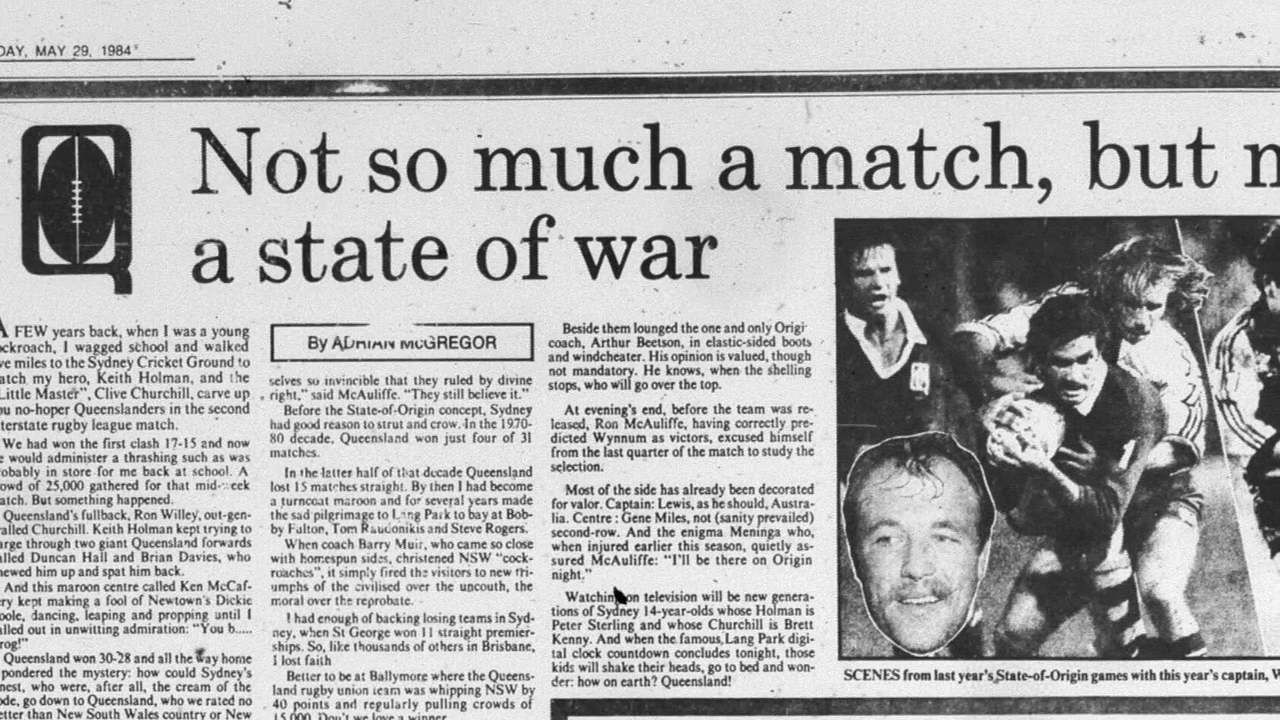 DAY, MAY 29, 1984
Not so much a match, but m
a state of war
A FEW years back, when I was a young
ckroach, I wagged school and walked
ve miles to the Sydney Cricket Ground to
atch my hero, Keith Holman, and the
Little Master", Clive Churchill, carve up
ou no-hoper Queenslanders in the second
terstate rugby league match.
We had won the first clash 17-15 and now
e would administer a thrashing such as was
obably in store for me back at school. A
owd of 25,000 gathered for that mid-week
atch. But something happened.
Queensland's fullback, Ron Willey, out-gen-
alled Churchill. Keith Holman kept trying to
arge through two giant Queensland forwards
alled Duncan Hall and Brian Davies, who
hewed him up and spat him back.
And this maroon centre called Ken McCaf-
ery kept making a fool of Newtown's Dickie
oole, dancing, leaping and propping until I
alled out in unwitting admiration: "You b.....
rog!"
Queensland won 30-28 and all the way home
pondered the mystery: how could Sydney's
nest, who were, after all, the cream of the
ode, go down to Queensland, who we rated no
etter than New South Wales country or New
By ADRIAN McGREGOR
selves so invincible that they ruled by divine
right," said McAuliffe. "They still believe it."
Before the State-of-Origin concept, Sydney
had good reason to strut and crow. In the 1970-
80 decade, Queensland won just four of 31
matches.
In the latter half of that decade Queensland
lost 15 matches straight. By then I had become
a turncoat maroon and for several years made
the sad pilgrimage to Lang Park to bay at Bob-
by Fulton, Tom Raudonikis and Steve Rogers.
When coach Barry Muir, who came so close
with homespun sides, christened NSW "cock-
roaches", it simply fired the visitors to new tri-
umphs of the civilised over the uncouth, the
moral over the reprobate.
I had enough of backing losing teams in Syd-
ney, when St George won 11 straight premier-
ships. So, like thousands of others in Brisbane,
I lost faith
Better to be at Ballymore where the Queens-
land rugby union team was whipping NSW by
40 points and regularly pulling crowds of
15,000. Don't we love a winner
Beside them lounged the one and only Origi
coach, Arthur Beetson, in elastic-sided boots
and windcheater. His opinion is valued, though
not mandatory. He knows, when the shelling
stops, who will go over the top.
At evening's end, before the team was re-
leased, Ron McAuliffe, having correctly pre-
dicted Wynnum as victors, excused himself
from the last quarter of the match to study the
selection.
Most of the side has already been decorated
for valor. Captain: Lewis, as he should, Austra-
lia. Centre: Gene Miles, not (sanity prevailed)
second-row. And the enigma Meninga who,
when injured earlier this season, quietly as-
sured McAuliffe: "I'll be there on Origin
night."
Watching on television will be new genera-
tions of Sydney 14-year-olds whose Holman is
Peter Sterling and whose Churchill is Brett
Kenny. And when the famous Lang Park digi-
tal clock countdown concludes tonight, those
kids will shake their heads, go to bed and won-
der: how on earth? Queensland!
SCENES from last year's State-of-Origin games with this year's captain, W